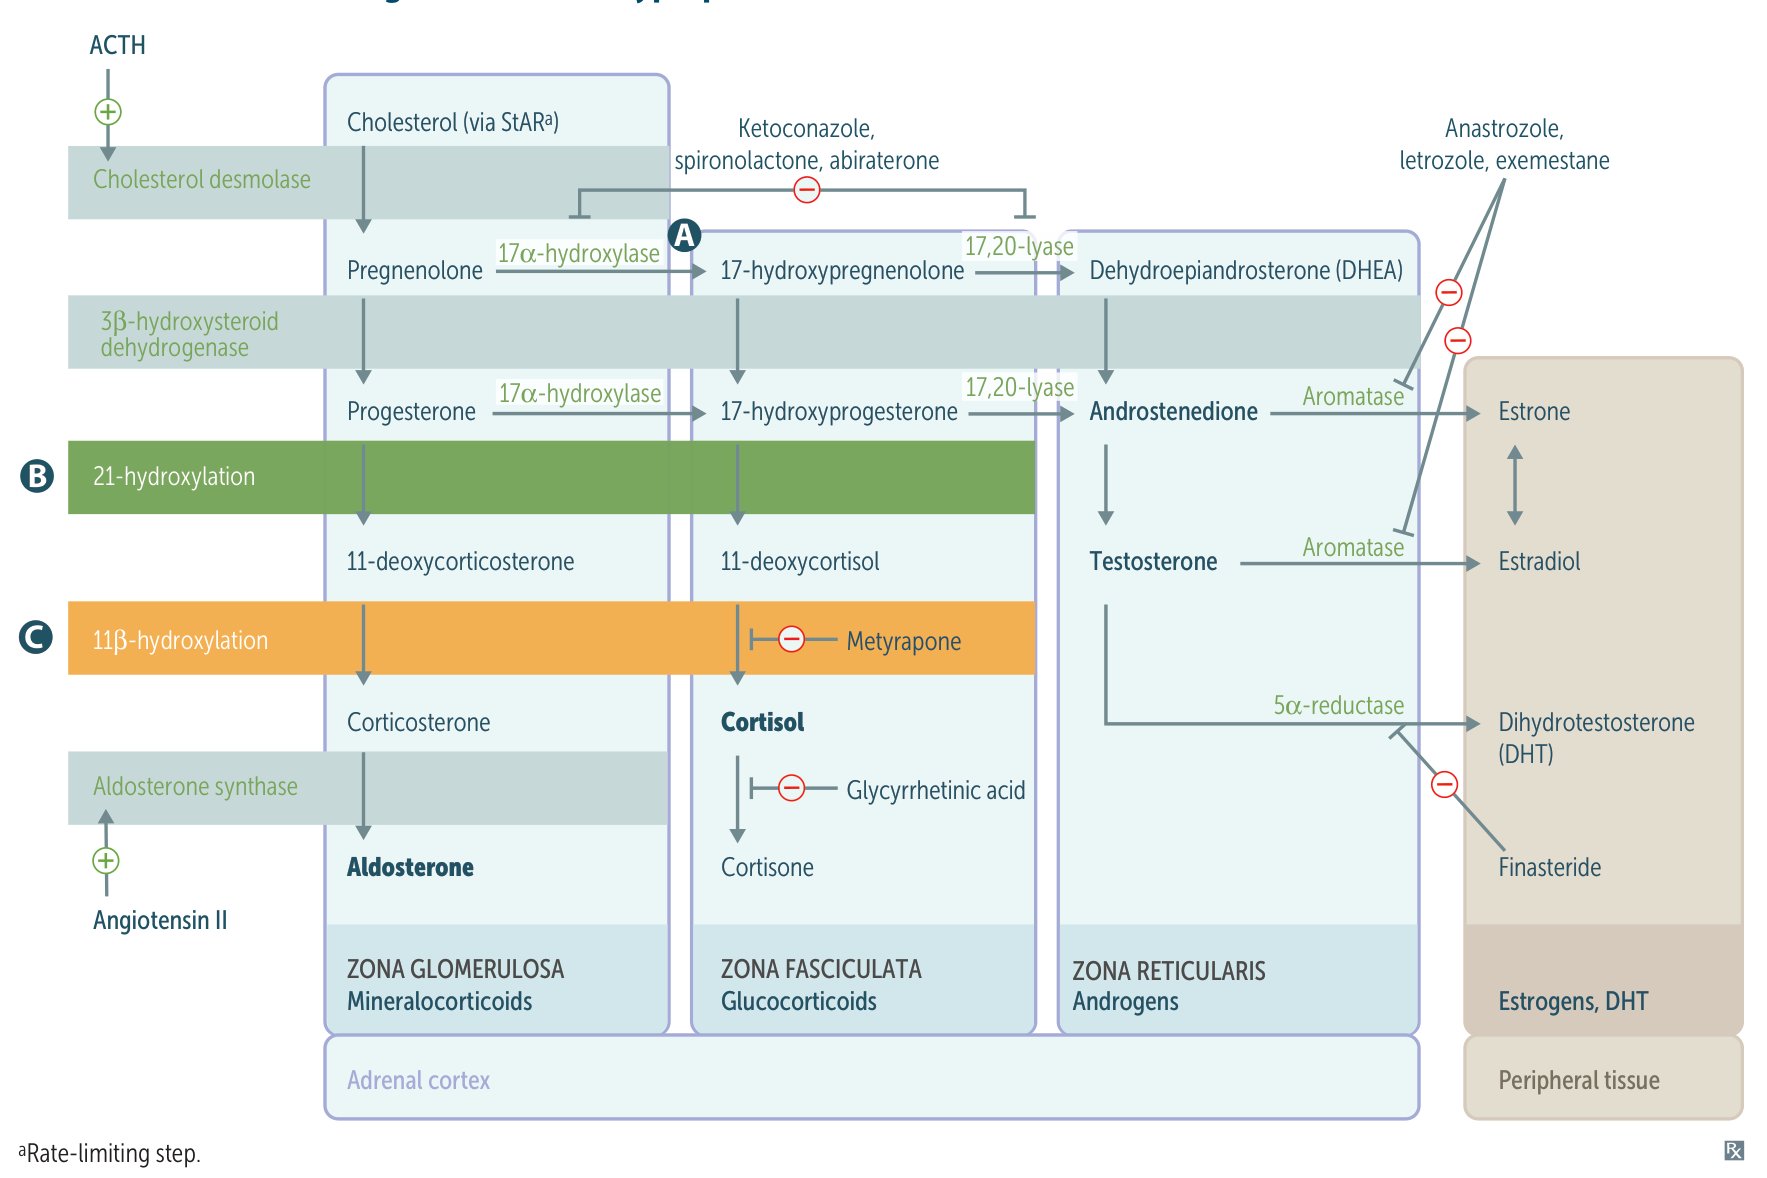 ACTH
Cholesterol (via StARᵃ)
Ketoconazole,
spironolactone, abiraterone
Anastrozole,
letrozole, exemestane
Cholesterol desmolase
A
Pregnenolone
17α-hydroxylase
17-hydroxypregnenolone
17,20-lyase
Dehydroepiandrosterone (DHEA)
3β-hydroxysteroid
dehydrogenase
Progesterone
17α-hydroxylase
17-hydroxyprogesterone
17,20-lyase
Androstenedione
Aromatase
Estrone
B
21-hydroxylation
11-deoxycorticosterone
11-deoxycortisol
Testosterone
Aromatase
Estradiol
C
11β-hydroxylation
Metyrapone
Corticosterone
Cortisol
5α-reductase
Dihydrotestosterone
(DHT)
Aldosterone synthase
Glycyrrhetinic acid
Aldosterone
Cortisone
Finasteride
Angiotensin II
ZONA GLOMERULOSA
Mineralocorticoids
ZONA FASCICULATA
Glucocorticoids
ZONA RETICULARIS
Androgens
Estrogens, DHT
Adrenal cortex
Peripheral tissue
ᵃRate-limiting step.
Rx